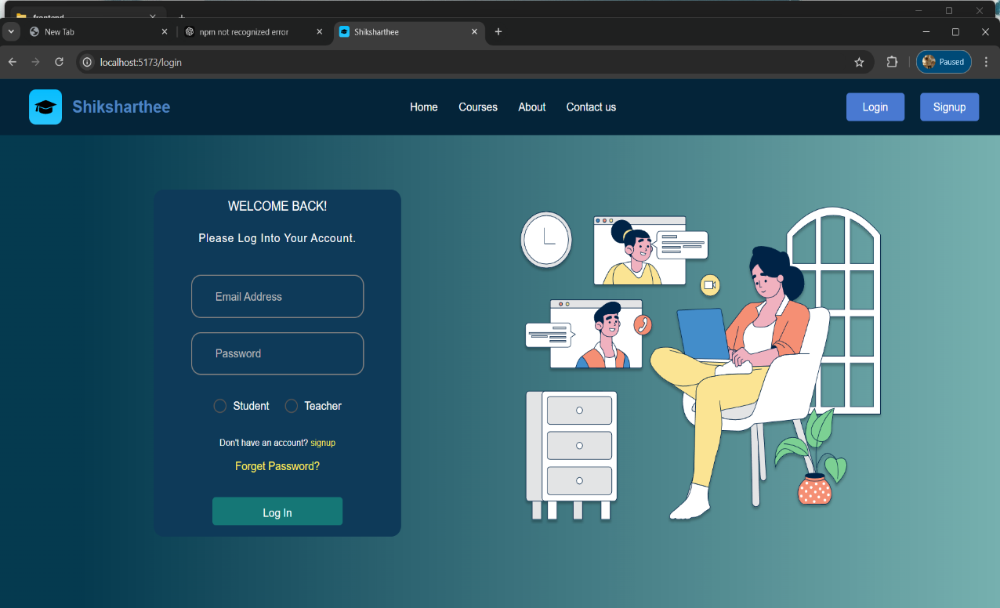 frontend
New Tab
npm not recognized error
Shiksharthee
localhost:5173/login
Paused
Shiksharthee
Home Courses About Contact us
Login Signup
WELCOME BACK!
Please Log Into Your Account.
Email Address
Password
Student Teacher
Don't have an account? signup
Forget Password?
Log In